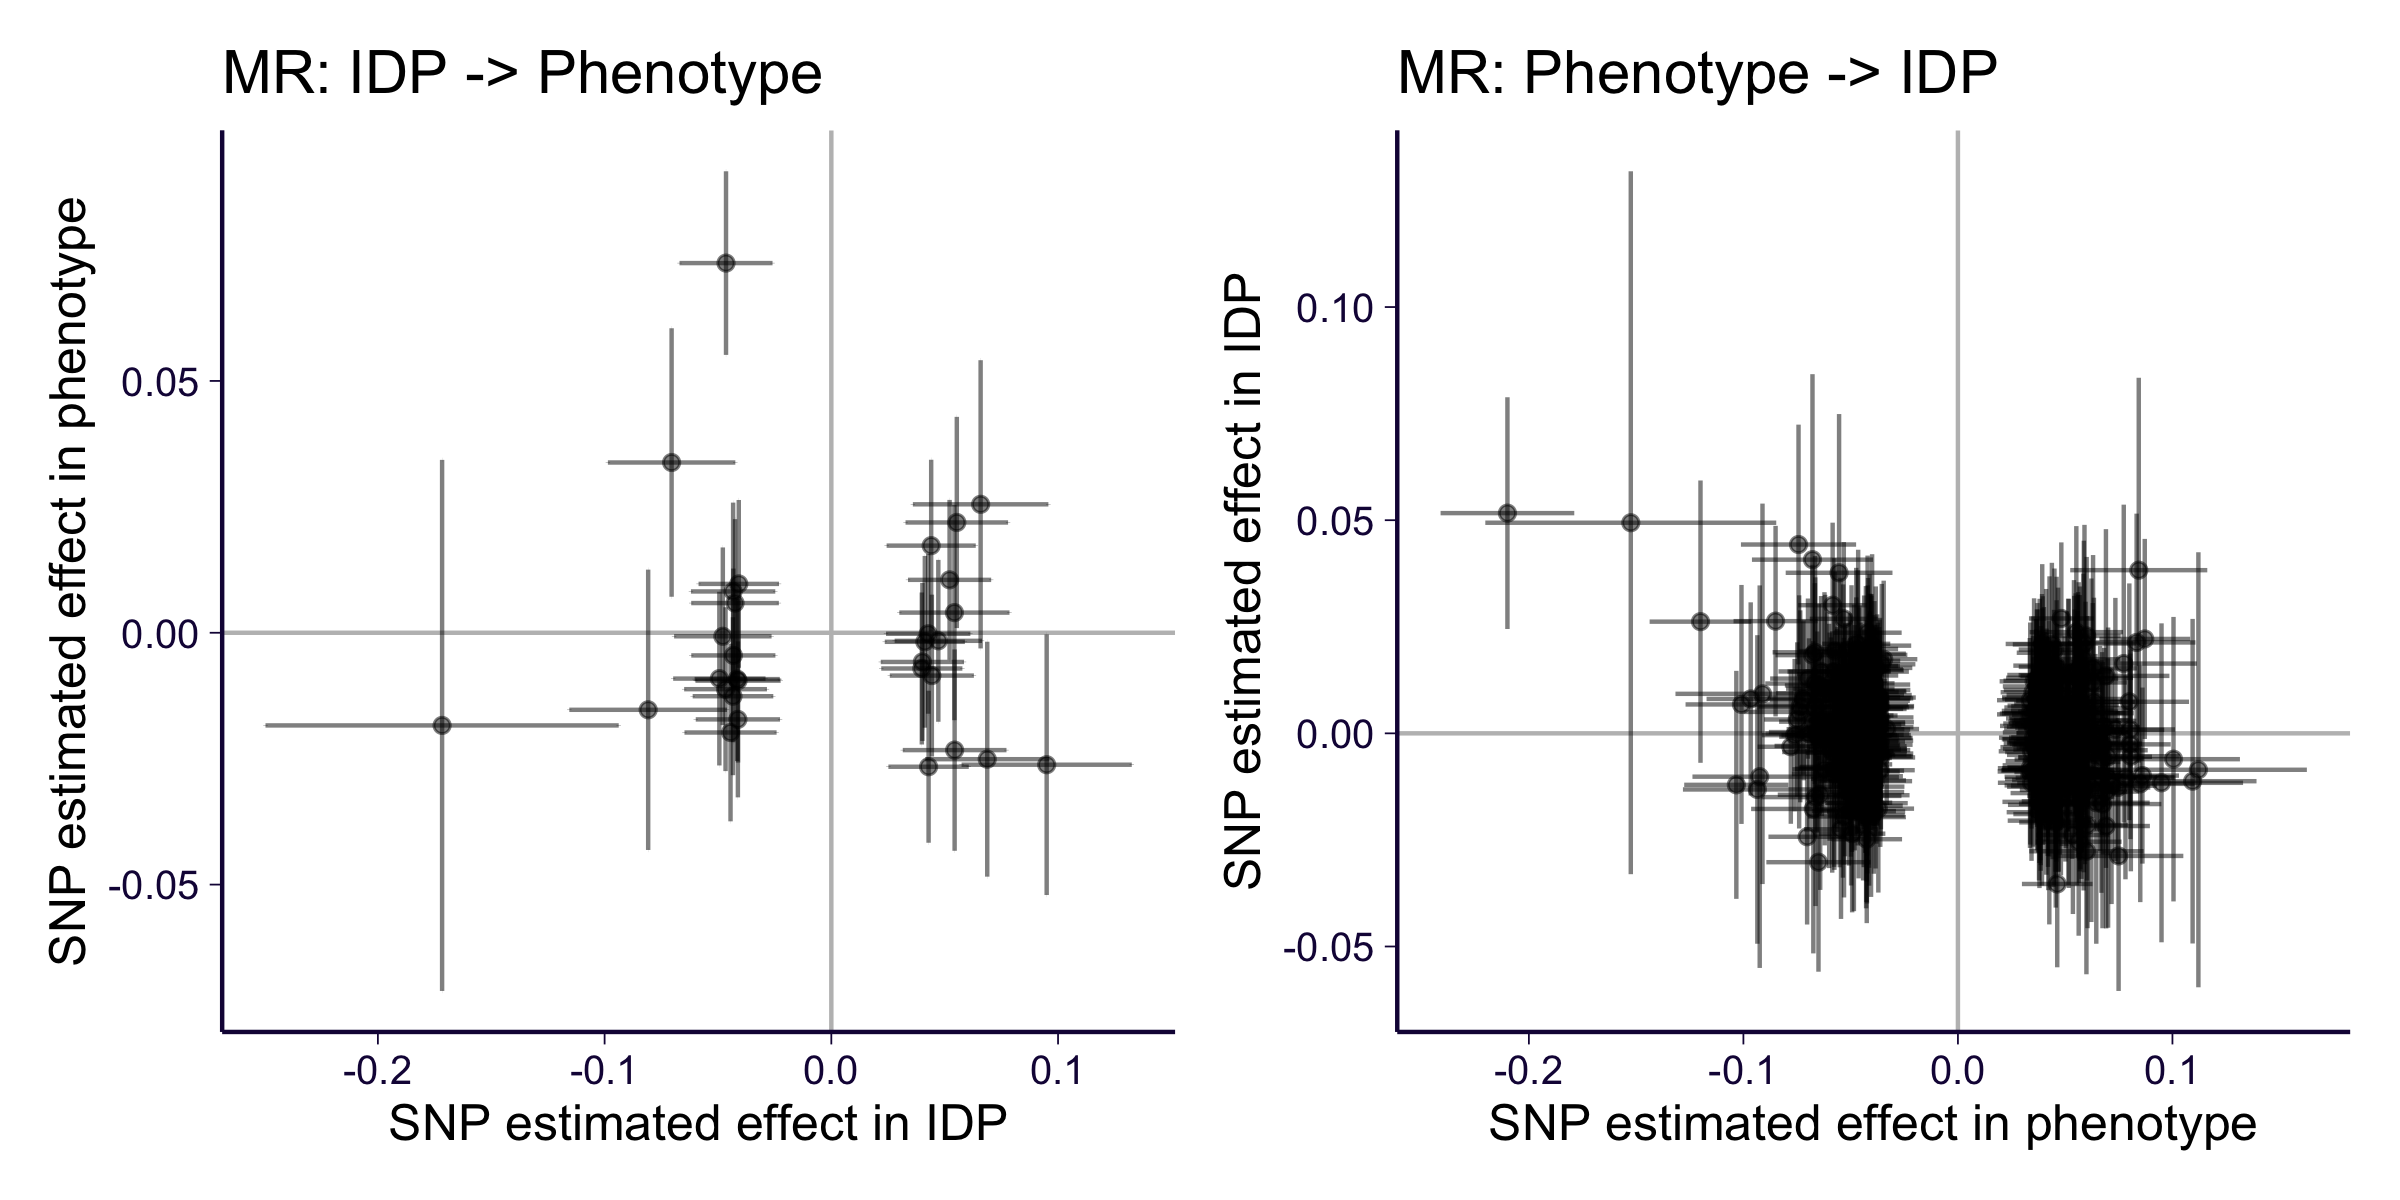 MR: IDP -> Phenotype
SNP estimated effect in phenotype
0.05
0.00
-0.05
-0.2
-0.1
0.0
0.1
SNP estimated effect in IDP
MR: Phenotype -> IDP
SNP estimated effect in IDP
0.10
0.05
0.00
-0.05
-0.2
-0.1
0.0
0.1
SNP estimated effect in phenotype